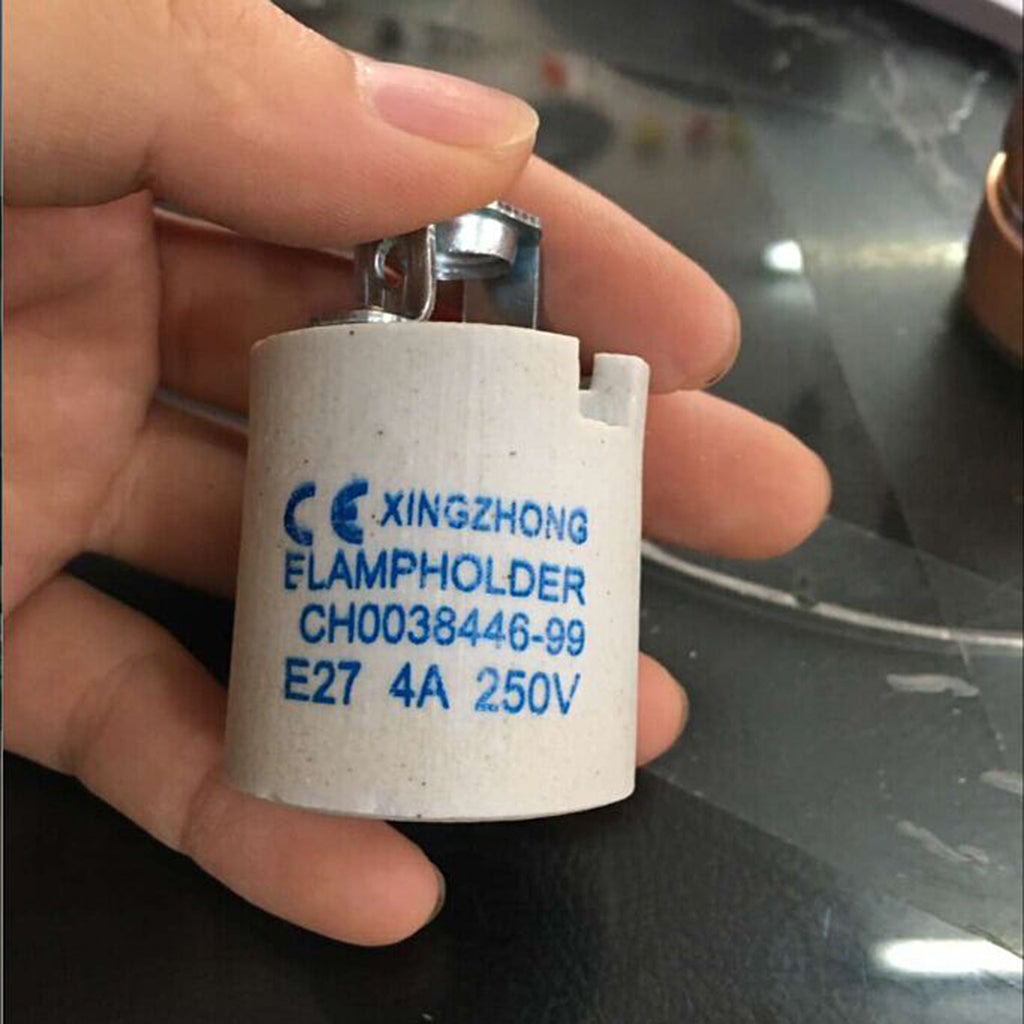 CE XINGZHONG
ELAMPHOLDER
CH0038446-99
E27 4A 250V